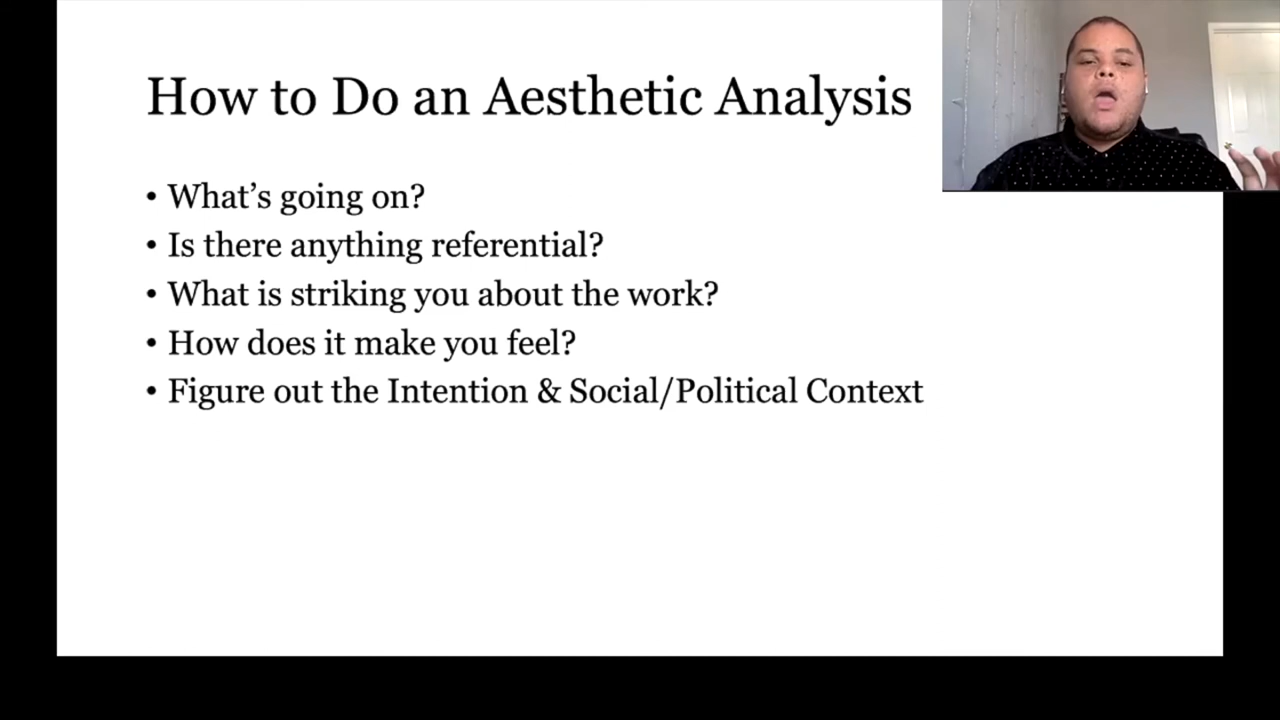 How to Do an Aesthetic Analysis
• What’s going on?
• Is there anything referential?
• What is striking you about the work?
• How does it make you feel?
• Figure out the Intention & Social/Political Context